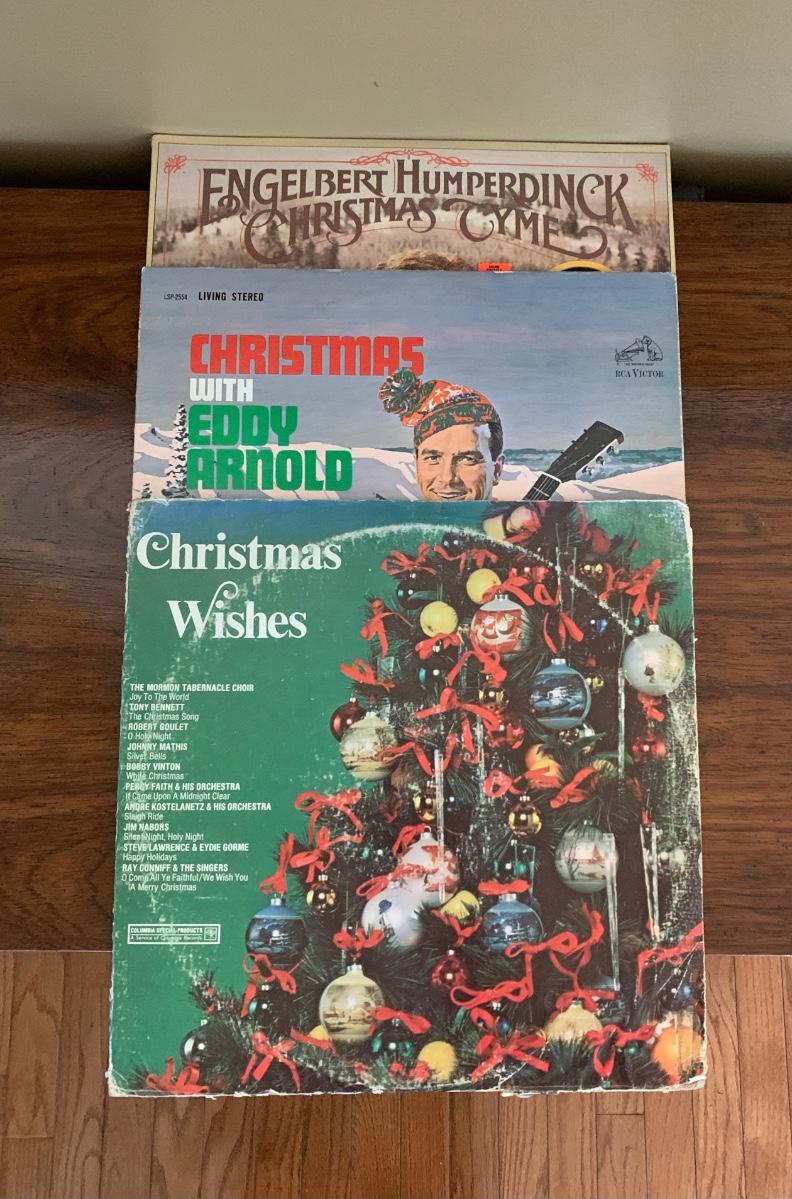 ENGELBERT HUMPERDINCK
CHRISTMAS TYME
LSP-2554 LIVING STEREO
CHRISTMAS
WITH
EDDY
ARNOLD
RCA VICTOR
Christmas
Wishes
THE MORMON TABERNACLE CHOIR
Joy To The World
TONY BENNETT
The Christmas Song
ROBERT GOULET
O Holy Night
JOHNNY MATHIS
Silver Bells
BOBBY VINTON
White Christmas
PERCY FAITH & HIS ORCHESTRA
It Came Upon A Midnight Clear
ANDRE KOSTELANETZ & HIS ORCHESTRA
Sleigh Ride
JIM NABORS
Silent Night, Holy Night
STEVE LAWRENCE & EYDIE GORME
Happy Holidays
RAY CONNIFF & THE SINGERS
O Come All Ye Faithful/We Wish You
A Merry Christmas
COLUMBIA SPECIAL PRODUCTS
A Service of Columbia Records